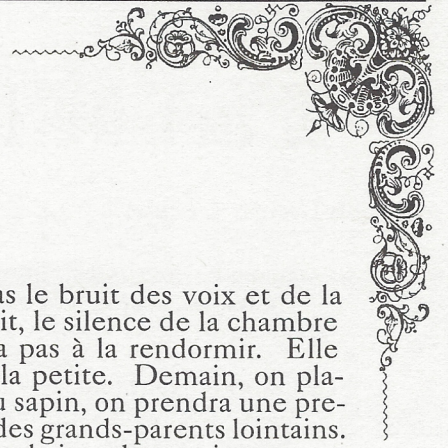 s le bruit des voix et de la
it, le silence de la chambre
a pas à la rendormir. Elle
la petite. Demain, on pla-
u sapin, on prendra une pre-
des grands-parents lointains.